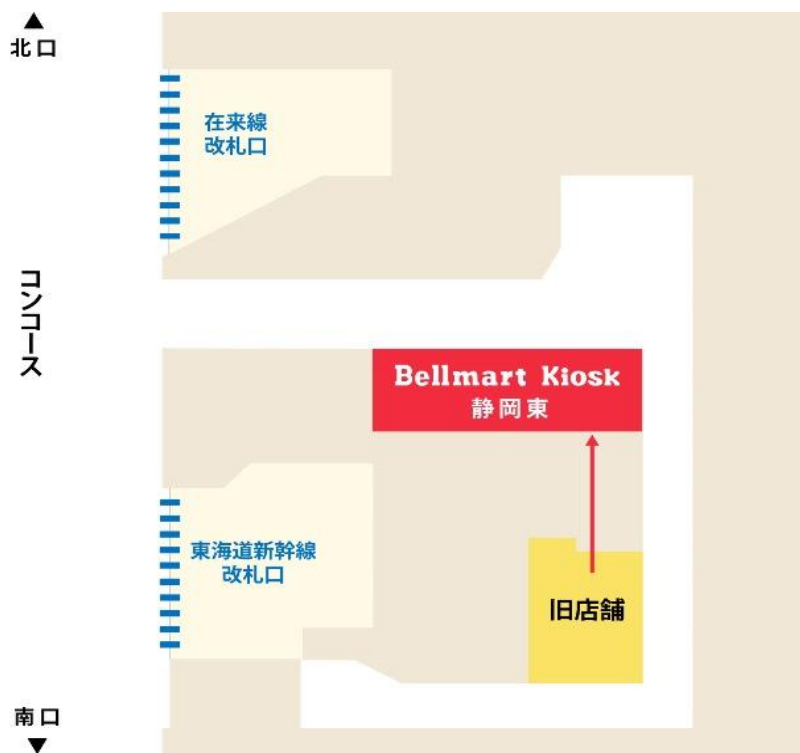 ▲
北口
在来線
改札口
コンコース
Bellmart Kiosk
静岡東
東海道新幹線
改札口
旧店舗
南口
▼